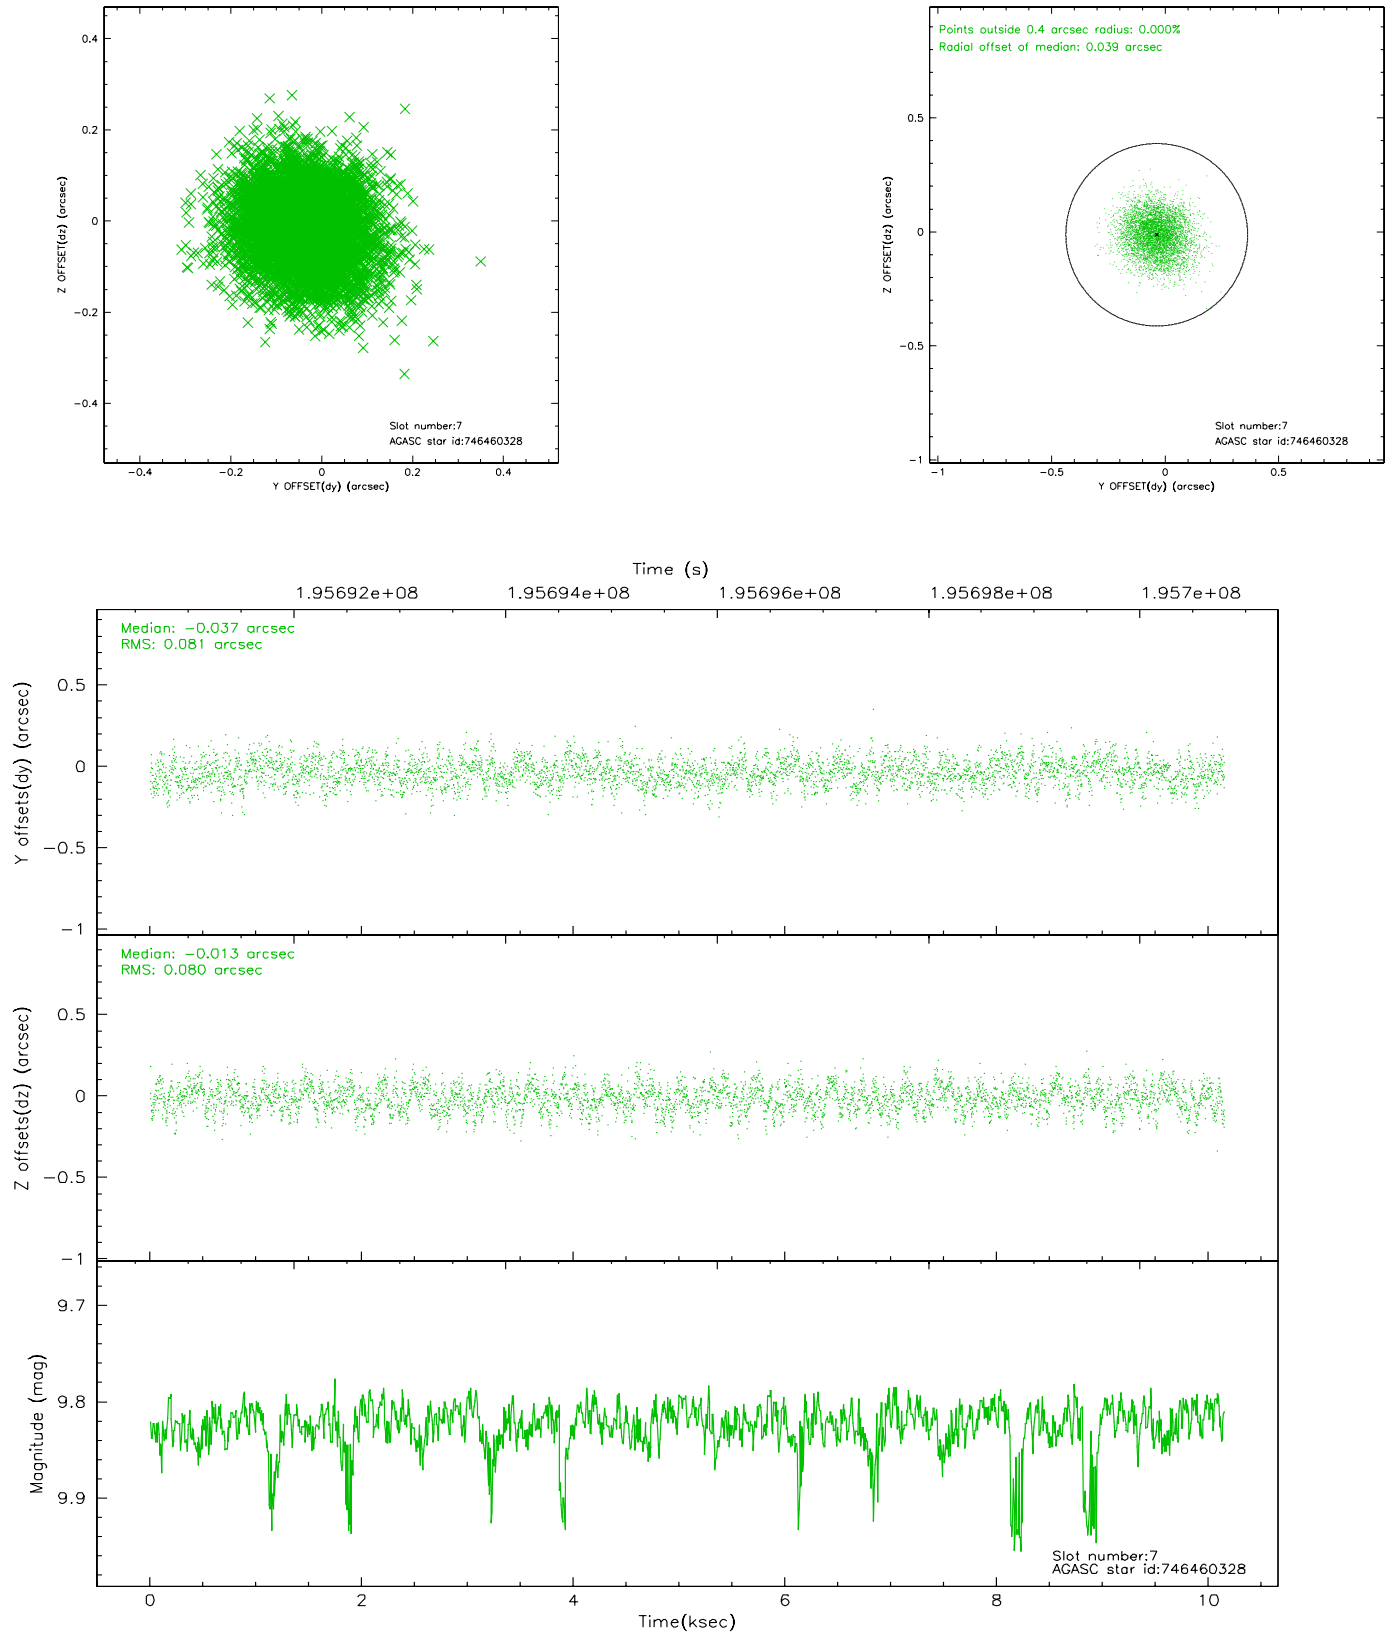 0.4
0.2
0
-0.2
-0.4
Z OFFSET(dz) (arcsec)
Slot number:7
AGASC star id:746460328
-0.4 -0.2 0 0.2 0.4
Y OFFSET(dy) (arcsec)
Points outside 0.4 arcsec radius: 0.000%
Radial offset of median: 0.039 arcsec
0.5
0
-0.5
-1
Z OFFSET(dz) (arcsec)
Slot number:7
AGASC star id:746460328
-1 -0.5 0 0.5
Y OFFSET(dy) (arcsec)
Time (s)
1.95692e+08 1.95694e+08 1.95696e+08 1.95698e+08 1.957e+08
Median: -0.037 arcsec
RMS: 0.081 arcsec
0.5
0
-0.5
-1
Y offsets(dy) (arcsec)
Median: -0.013 arcsec
RMS: 0.080 arcsec
0.5
0
-0.5
-1
Z offsets(dz) (arcsec)
9.7
9.8
9.9
Magnitude (mag)
Slot number:7
AGASC star id:746460328
0 2 4 6 8 10
Time(ksec)